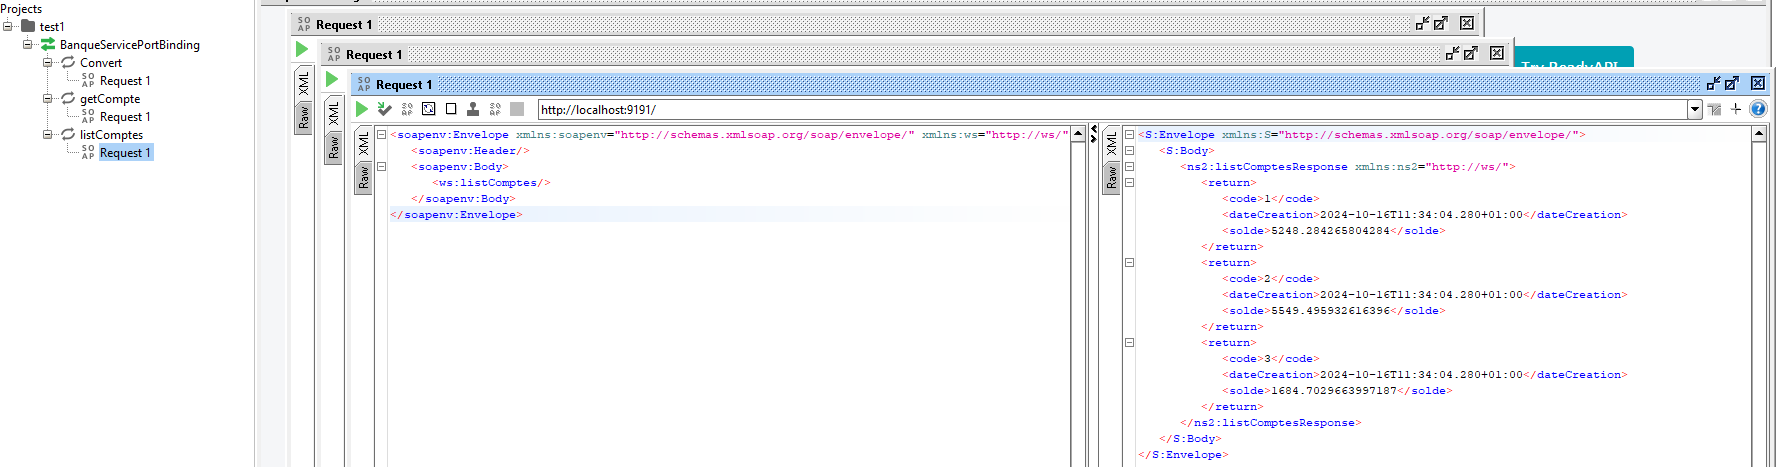 Projects
test1
BanqueServicePortBinding
Convert
SOAP Request 1
getCompte
SOAP Request 1
listComptes
SOAP Request 1
SOAP Request 1
XML
Raw
SOAP Request 1
XML
Raw
SOAP Request 1
http://localhost:9191/
XML
Raw
<soapenv:Envelope xmlns:soapenv="http://schemas.xmlsoap.org/soap/envelope/" xmlns:ws="http://ws/"
<soapenv:Header/>
<soapenv:Body>
<ws:listComptes/>
</soapenv:Body>
</soapenv:Envelope>
XML
Raw
<S:Envelope xmlns:S="http://schemas.xmlsoap.org/soap/envelope/">
<S:Body>
<ns2:listComptesResponse xmlns:ns2="http://ws/">
<return>
<code>1</code>
<dateCreation>2024-10-16T11:34:04.280+01:00</dateCreation>
<solde>5248.284265804284</solde>
</return>
<return>
<code>2</code>
<dateCreation>2024-10-16T11:34:04.280+01:00</dateCreation>
<solde>5549.495932616396</solde>
</return>
<return>
<code>3</code>
<dateCreation>2024-10-16T11:34:04.280+01:00</dateCreation>
<solde>1684.7029663997187</solde>
</return>
</ns2:listComptesResponse>
</S:Body>
</S:Envelope>